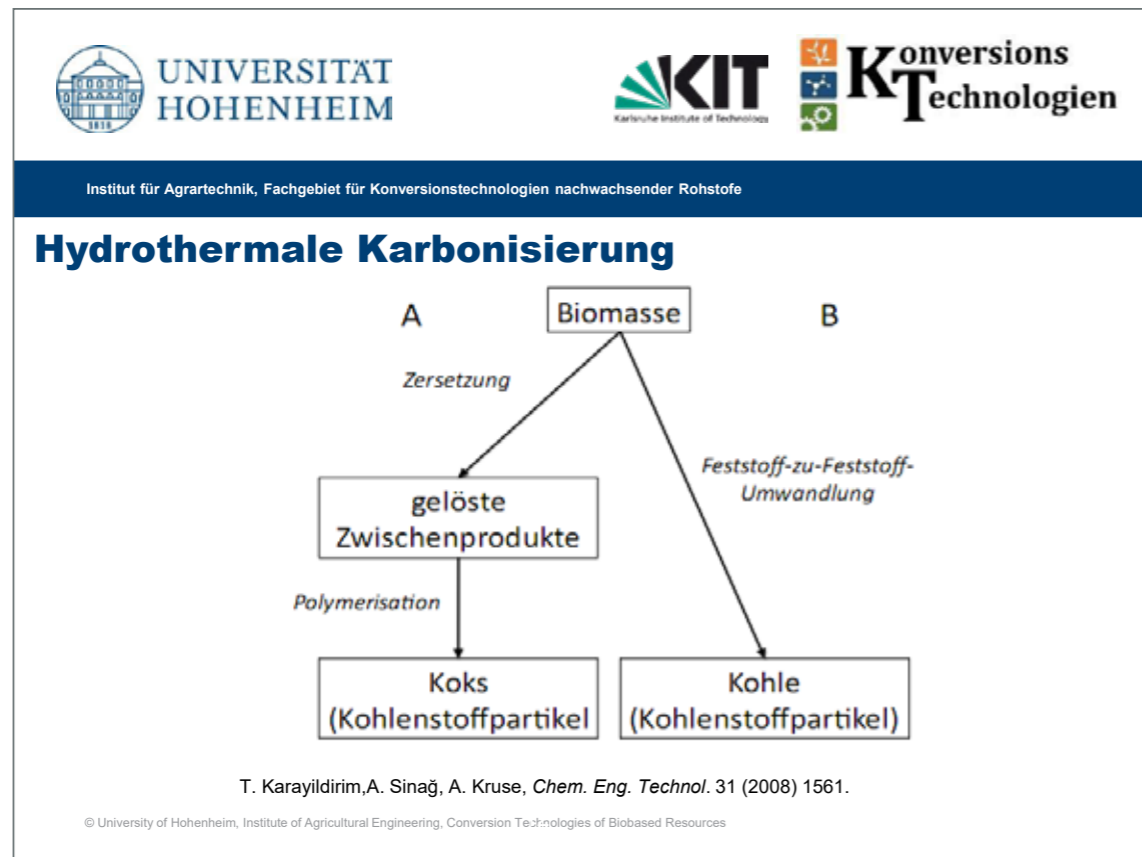 UNIVERSITÄT
HOHENHEIM
1818
KIT
Karlsruhe Institute of Technology
Konversions
Technologien
Institut für Agrartechnik, Fachgebiet für Konversionstechnologien nachwachsender Rohstofe
Hydrothermale Karbonisierung
A
Biomasse
B
Zersetzung
Feststoff-zu-Feststoff-
Umwandlung
gelöste
Zwischenprodukte
Polymerisation
Koks
(Kohlenstoffpartikel
Kohle
(Kohlenstoffpartikel)
T. Karayildirim,A. Sinağ, A. Kruse, Chem. Eng. Technol. 31 (2008) 1561.
© University of Hohenheim, Institute of Agricultural Engineering, Conversion Technologies of Biobased Resources